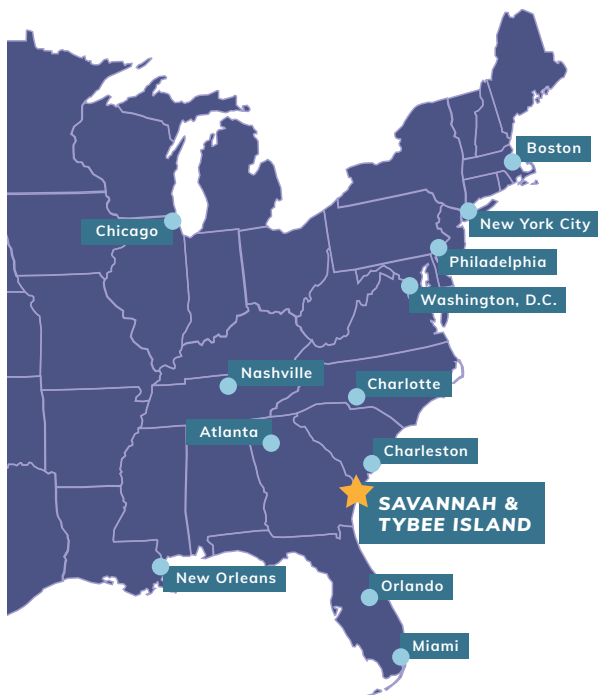 Boston
New York City
Chicago
Philadelphia
Washington, D.C.
Nashville
Charlotte
Atlanta
Charleston
SAVANNAH &
TYBEE ISLAND
New Orleans
Orlando
Miami